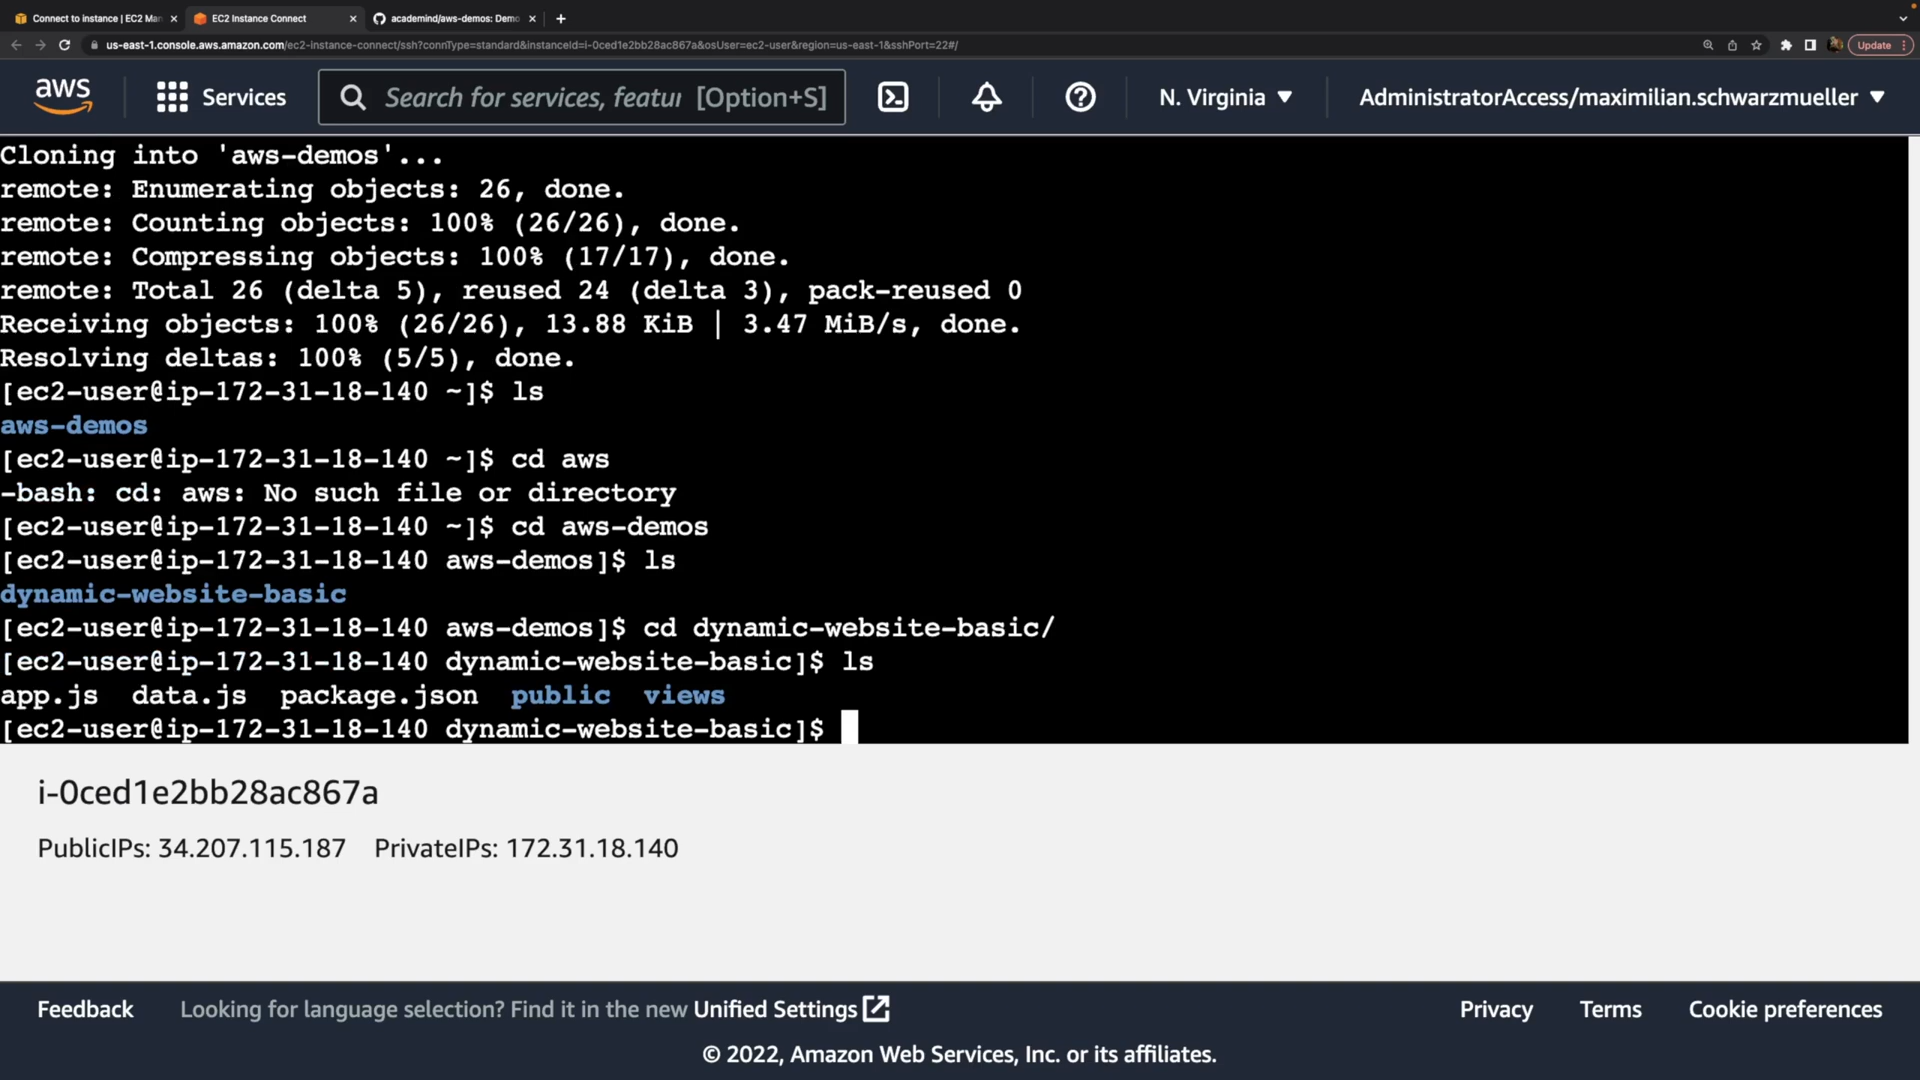 Connect to instance | EC2 Man
EC2 Instance Connect
academind/aws-demos: Demo
us-east-1.console.aws.amazon.com/ec2-instance-connect/ssh?connType=standard&instanceId=i-0ced1e2bb28ac867a&osUser=ec2-user&region=us-east-1&sshPort=22#/
Update
aws
Services
Search for services, featur [Option+S]
N. Virginia
AdministratorAccess/maximilian.schwarzmueller
Cloning into 'aws-demos'...
remote: Enumerating objects: 26, done.
remote: Counting objects: 100% (26/26), done.
remote: Compressing objects: 100% (17/17), done.
remote: Total 26 (delta 5), reused 24 (delta 3), pack-reused 0
Receiving objects: 100% (26/26), 13.88 KiB | 3.47 MiB/s, done.
Resolving deltas: 100% (5/5), done.
[ec2-user@ip-172-31-18-140 ~]$ ls
aws-demos
[ec2-user@ip-172-31-18-140 ~]$ cd aws
-bash: cd: aws: No such file or directory
[ec2-user@ip-172-31-18-140 ~]$ cd aws-demos
[ec2-user@ip-172-31-18-140 aws-demos]$ ls
dynamic-website-basic
[ec2-user@ip-172-31-18-140 aws-demos]$ cd dynamic-website-basic/
[ec2-user@ip-172-31-18-140 dynamic-website-basic]$ ls
app.js data.js package.json public views
[ec2-user@ip-172-31-18-140 dynamic-website-basic]$
i-0ced1e2bb28ac867a
PublicIPs: 34.207.115.187 PrivateIPs: 172.31.18.140
Feedback
Looking for language selection? Find it in the new Unified Settings
Privacy
Terms
Cookie preferences
© 2022, Amazon Web Services, Inc. or its affiliates.